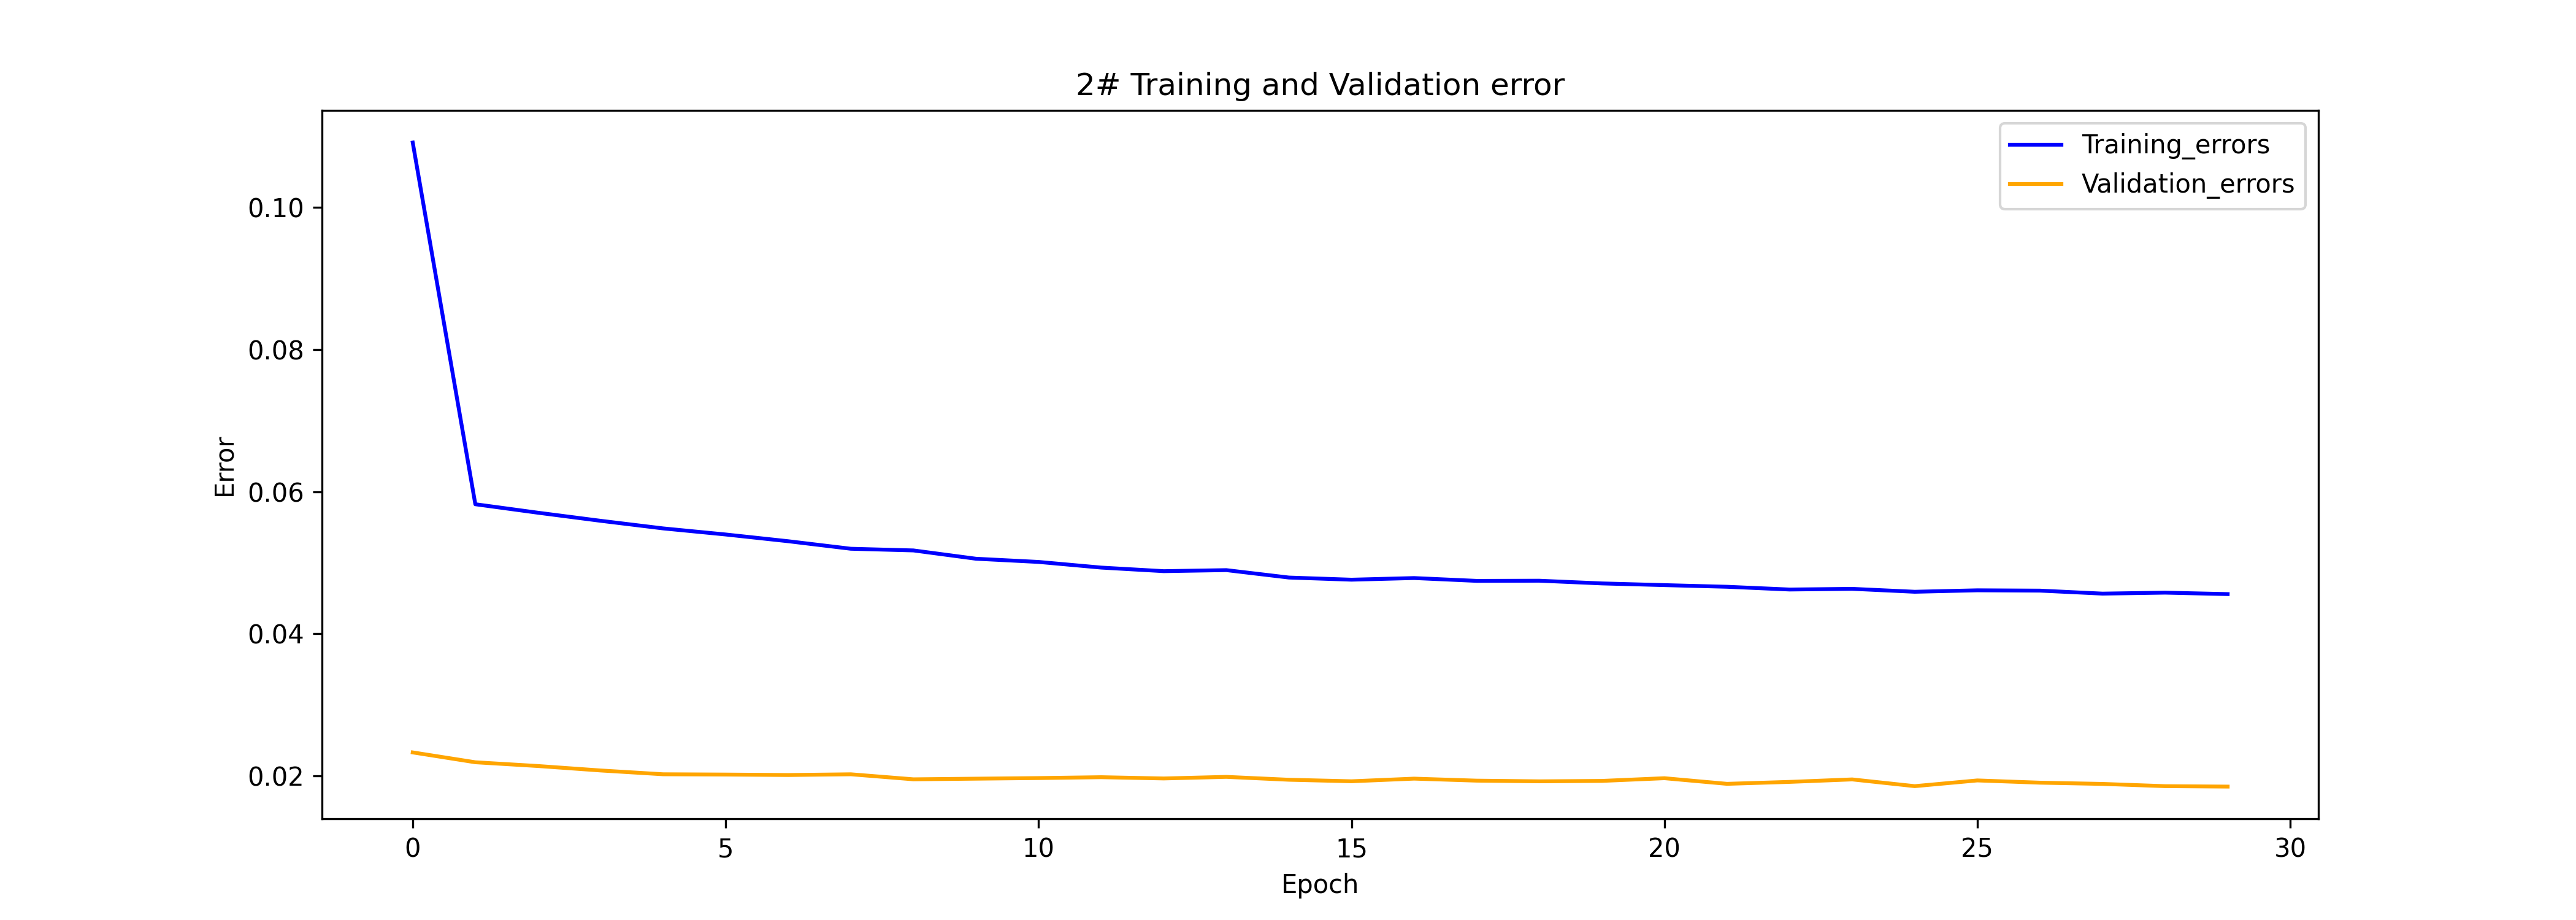 2# Training and Validation error
Training_errors
Validation_errors
0.10
0.08
0.06
0.04
0.02
Error
0 5 10 15 20 25 30
Epoch